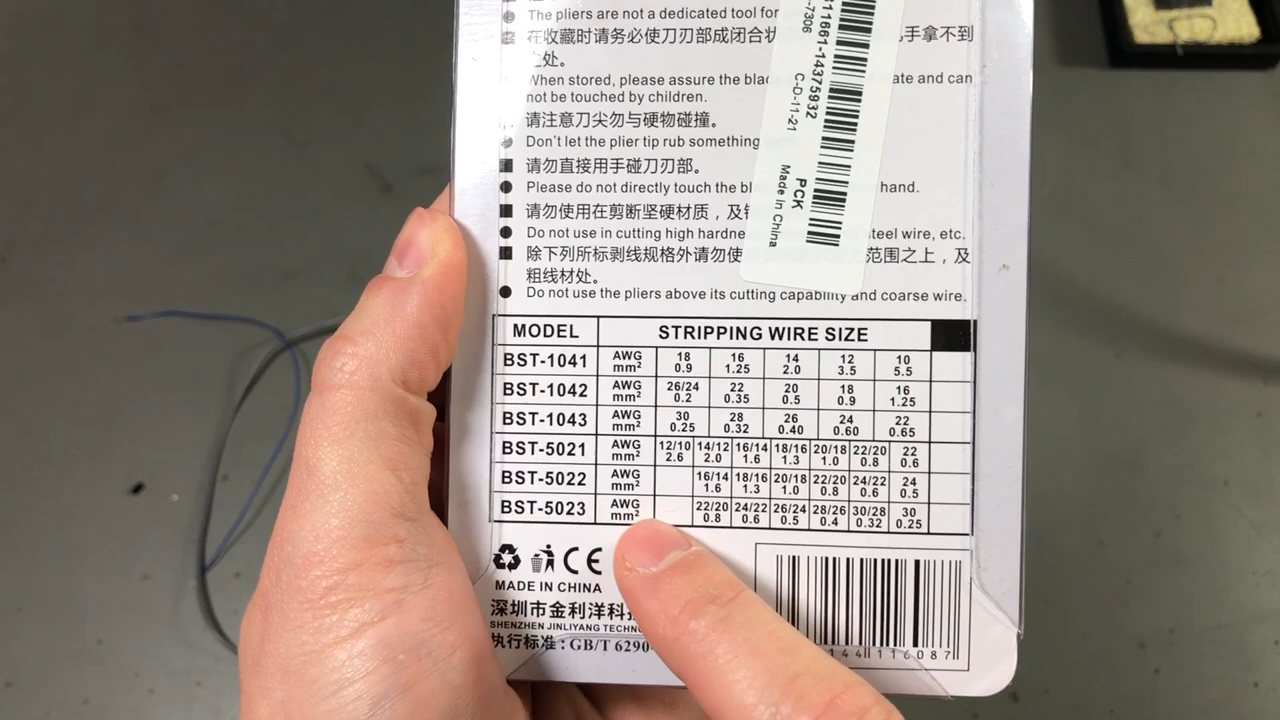 The pliers are not a dedicated tool for
在收藏时请务必使刀刃部成闭合状 手拿不到
之处。
When stored, please assure the blade and can
not be touched by children.
请注意刀尖勿与硬物碰撞。
Don't let the plier tip rub something
请勿直接用手碰刀刃部。
Please do not directly touch the hand.
请勿使用在剪断坚硬材质，及
Do not use in cutting high steel wire, etc.
除下列所标剥线规格外请勿使 范围之上，及
粗线材处。
Do not use the pliers above its cutting capability and coarse wire.
11661-14375932
-7306
C-D-11-21
PCK
Made in China
MODEL STRIPPING WIRE SIZE
BST-1041 AWG 18 16 14 12 10
mm² 0.9 1.25 2.0 3.5 5.5
BST-1042 AWG 26/24 22 20 18 16
mm² 0.2 0.35 0.5 0.9 1.25
BST-1043 AWG 30 28 26 24 22
mm² 0.25 0.32 0.40 0.60 0.65
BST-5021 AWG 12/10 14/12 16/14 18/16 20/18 22/20 22
mm² 2.6 2.0 1.6 1.3 1.0 0.8 0.6
BST-5022 AWG 16/14 18/16 20/18 22/20 24/22 24
mm² 1.6 1.3 1.0 0.8 0.6 0.5
BST-5023 AWG 22/20 24/22 26/24 28/26 30/28 30
mm² 0.8 0.6 0.5 0.4 0.32 0.25
CE
MADE IN CHINA
深圳市金利洋科
SHENZHEN JINLIYANG
执行标准：GB/T 6290
144 116087